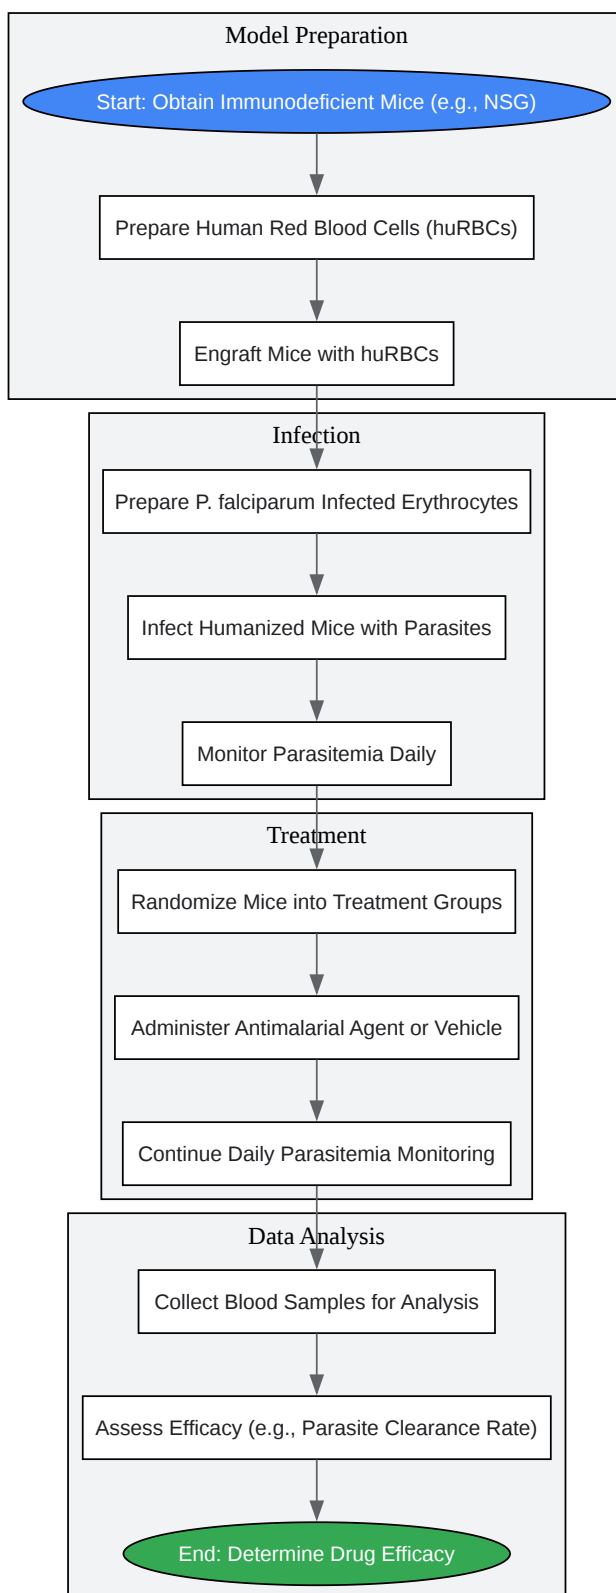 Model Preparation
Start: Obtain Immunodeficient Mice (e.g., NSG)
Prepare Human Red Blood Cells (huRBCs)
Engraft Mice with huRBCs
Infection
Prepare P. falciparum Infected Erythrocytes
Infect Humanized Mice with Parasites
Monitor Parasitemia Daily
Treatment
Randomize Mice into Treatment Groups
Administer Antimalarial Agent or Vehicle
Continue Daily Parasitemia Monitoring
Data Analysis
Collect Blood Samples for Analysis
Assess Efficacy (e.g., Parasite Clearance Rate)
End: Determine Drug Efficacy